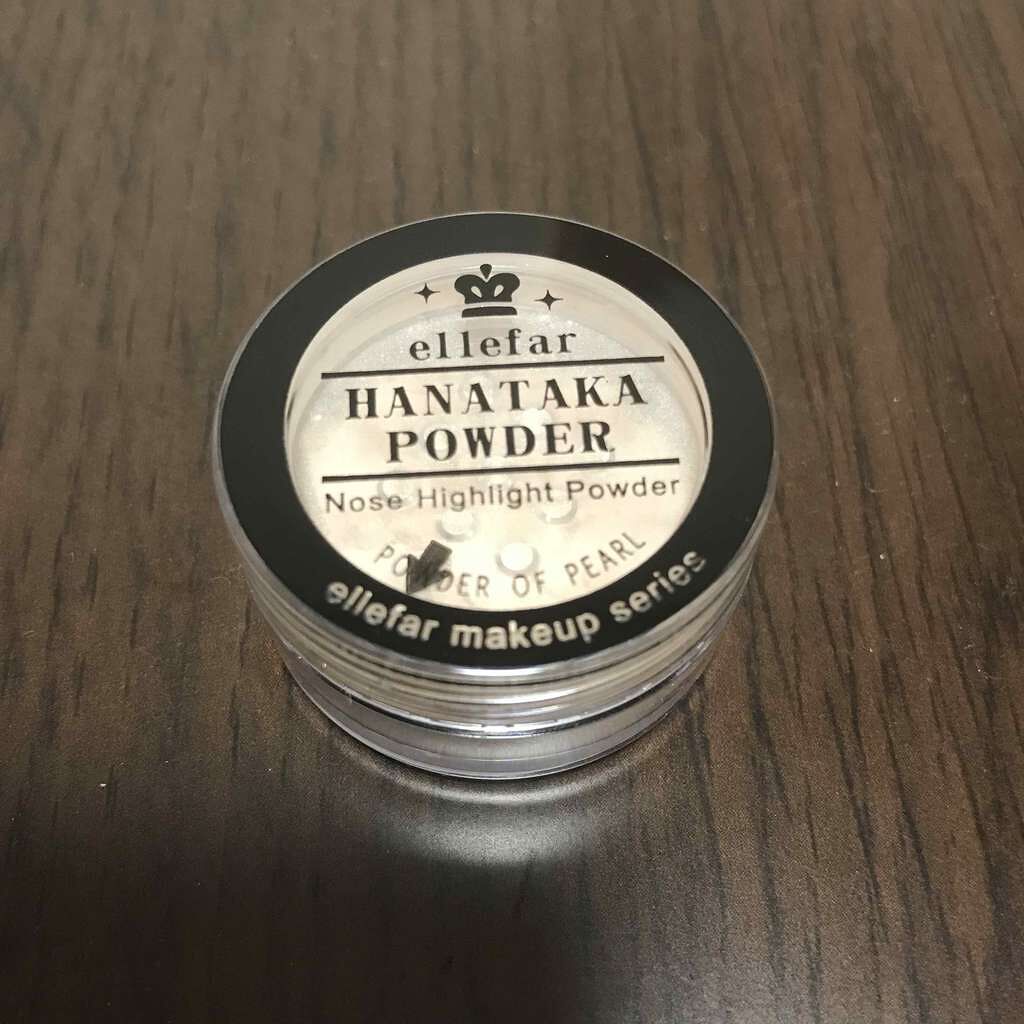 ellefar
HANATAKA
POWDER
Nose Highlight Powder
POWDER OF PEARL
ellefar makeup series